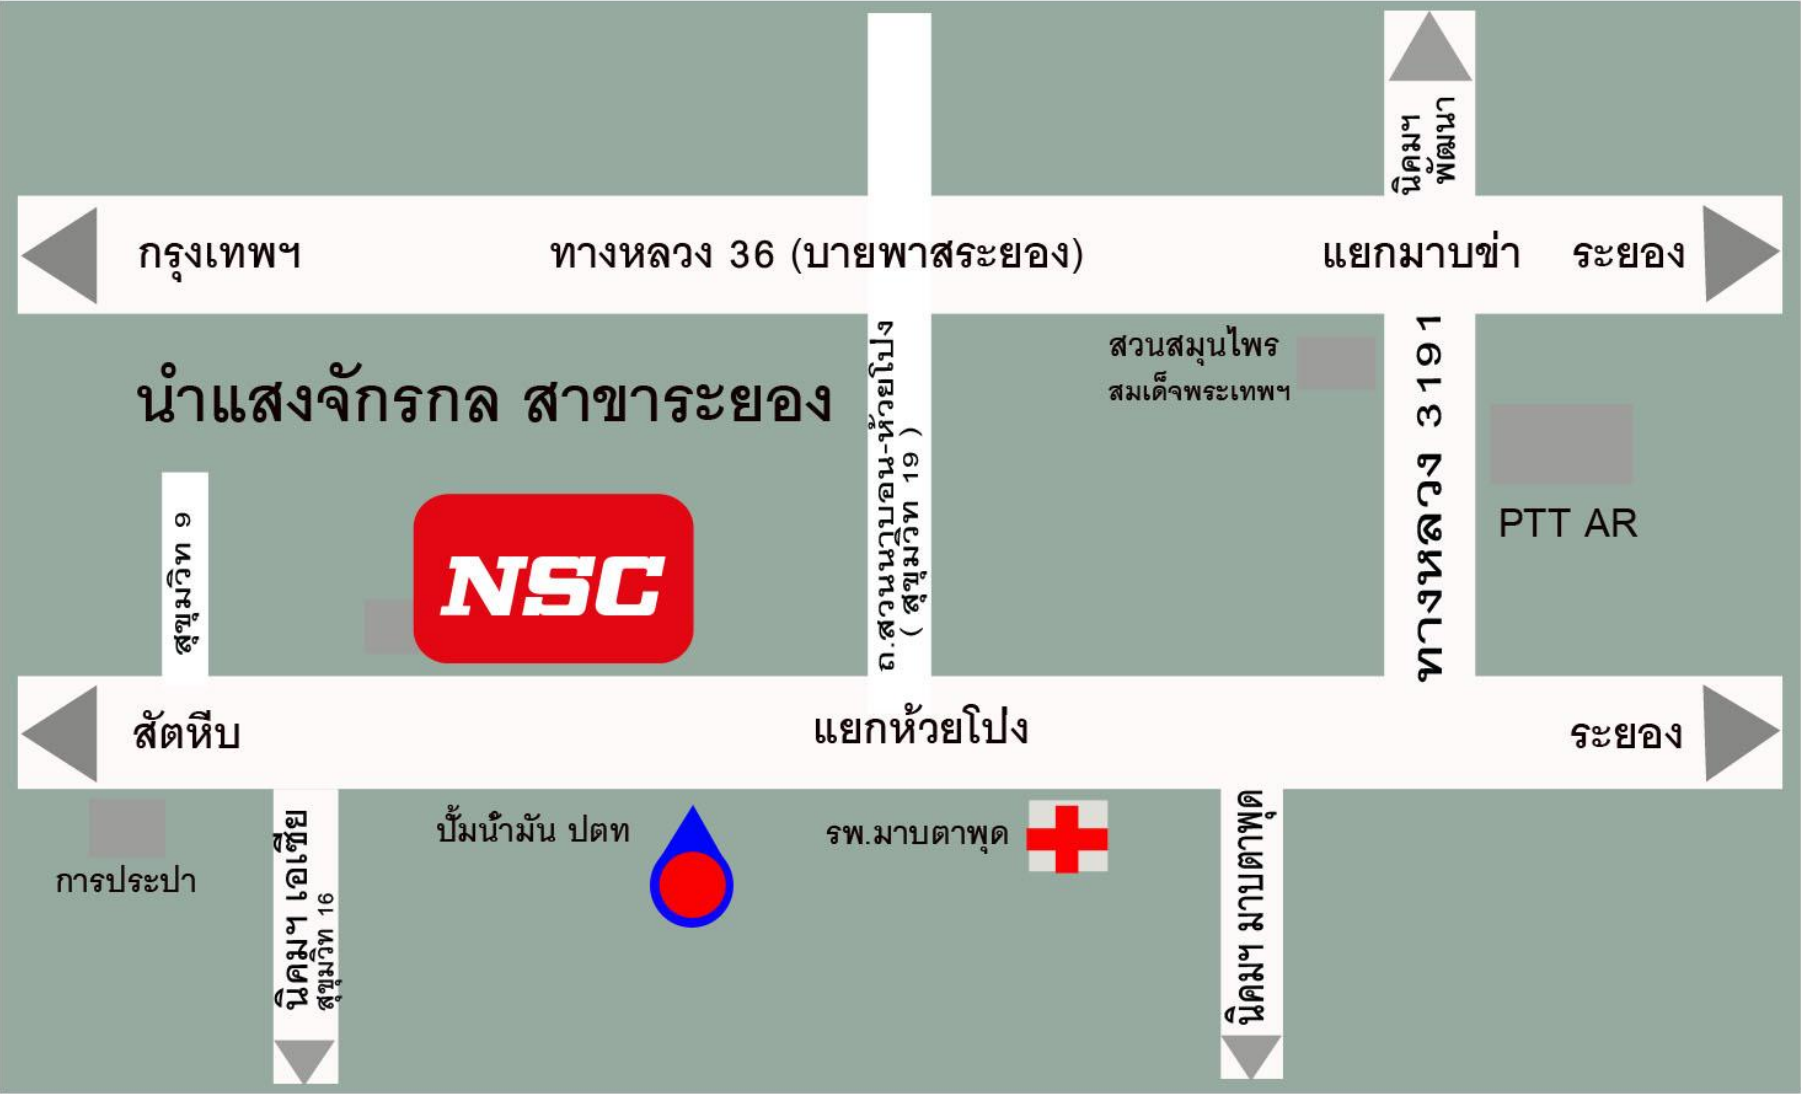 นิคมฯ
พัฒนา
กรุงเทพฯ
ทางหลวง 36 (บายพาสระยอง)
แยกมาบข่า
ระยอง
สวนสมุนไพร
สมเด็จพระเทพฯ
นำแสงจักรกล สาขาระยอง
ถ.สวนหนาบอน-ห้วยโปง
( สุขุมวิท 19 )
ทางหลวง 3191
PTT AR
สุขุมวิท 9
NSC
สัตหีบ
แยกห้วยโป่ง
ระยอง
การประปา
นิคมฯ เอเซีย
สุขุมวิท 16
ปั้มน้ำมัน ปตท
รพ.มาบตาพุด
นิคมฯ มาบตาพุด